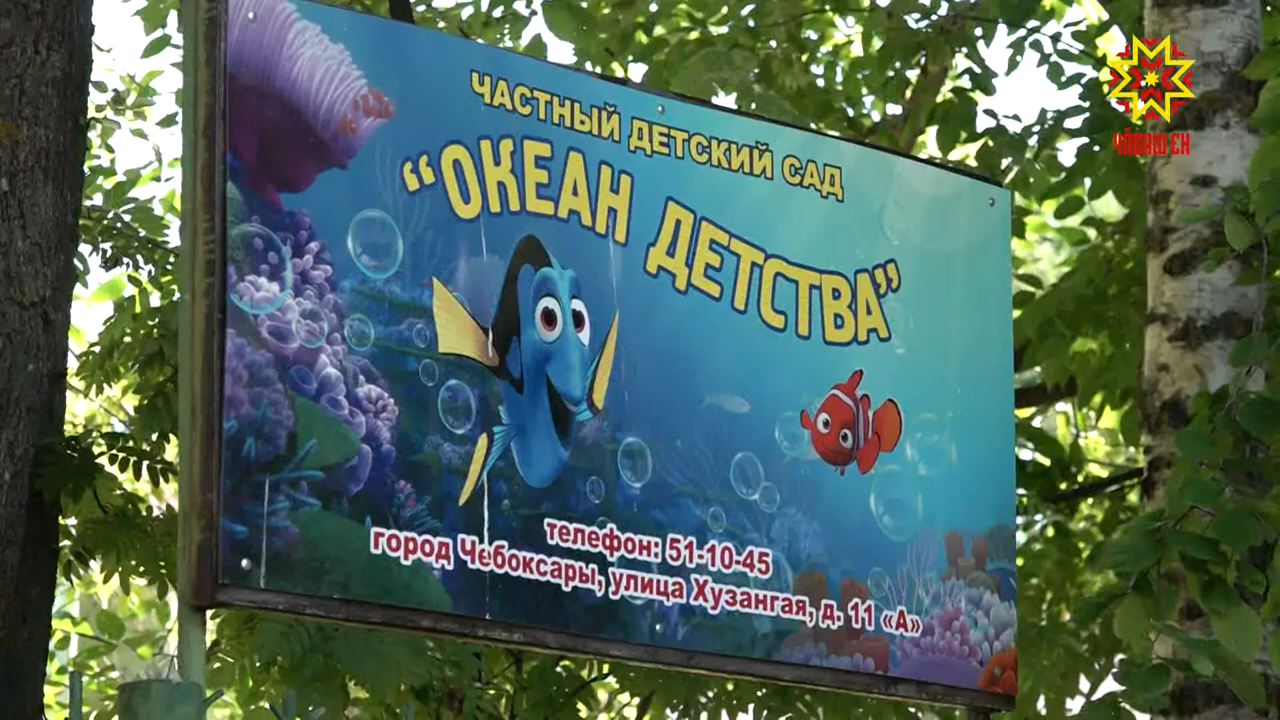 ЧАСТНЫЙ ДЕТСКИЙ САД
“ОКЕАН ДЕТСТВА”
телефон: 51-10-45
город Чебоксары, улица Хузангая, д. 11 «А»
ЧӐВАШ ЕН